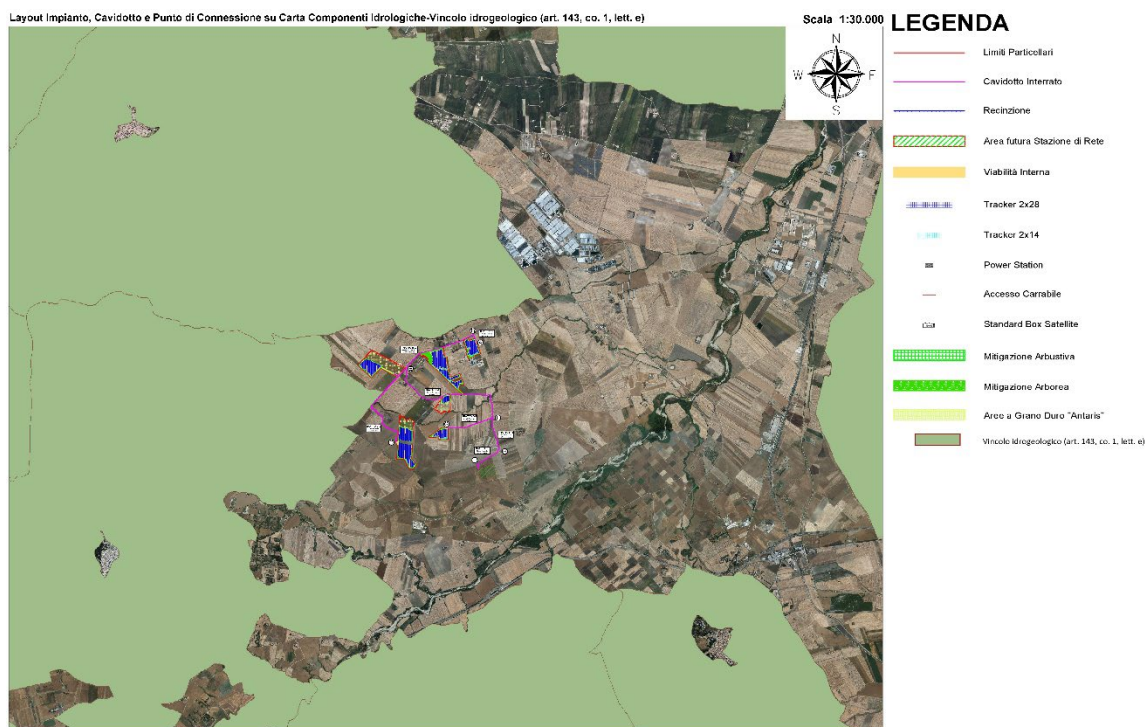 Layout Impianto, Cavidotto e Punto di Connessione su Carta Componenti Idrologiche-Vincolo idrogeologico (art. 143, co. 1, lett. e)
Scala 1:30.000
LEGENDA
N
W
E
S
Limiti Particellari
Cavidotto Interrato
Recinzione
Area futura Stazione di Rete
Viabilità Interna
Tracker 2x28
Tracker 2x14
Power Station
Accesso Carrabile
Standard Box Satellite
Mitigazione Arbustiva
Mitigazione Arborea
Aree a Grano Duro "Antaris"
Vincolo Idrogeologico (art. 143, co. 1, lett. e)